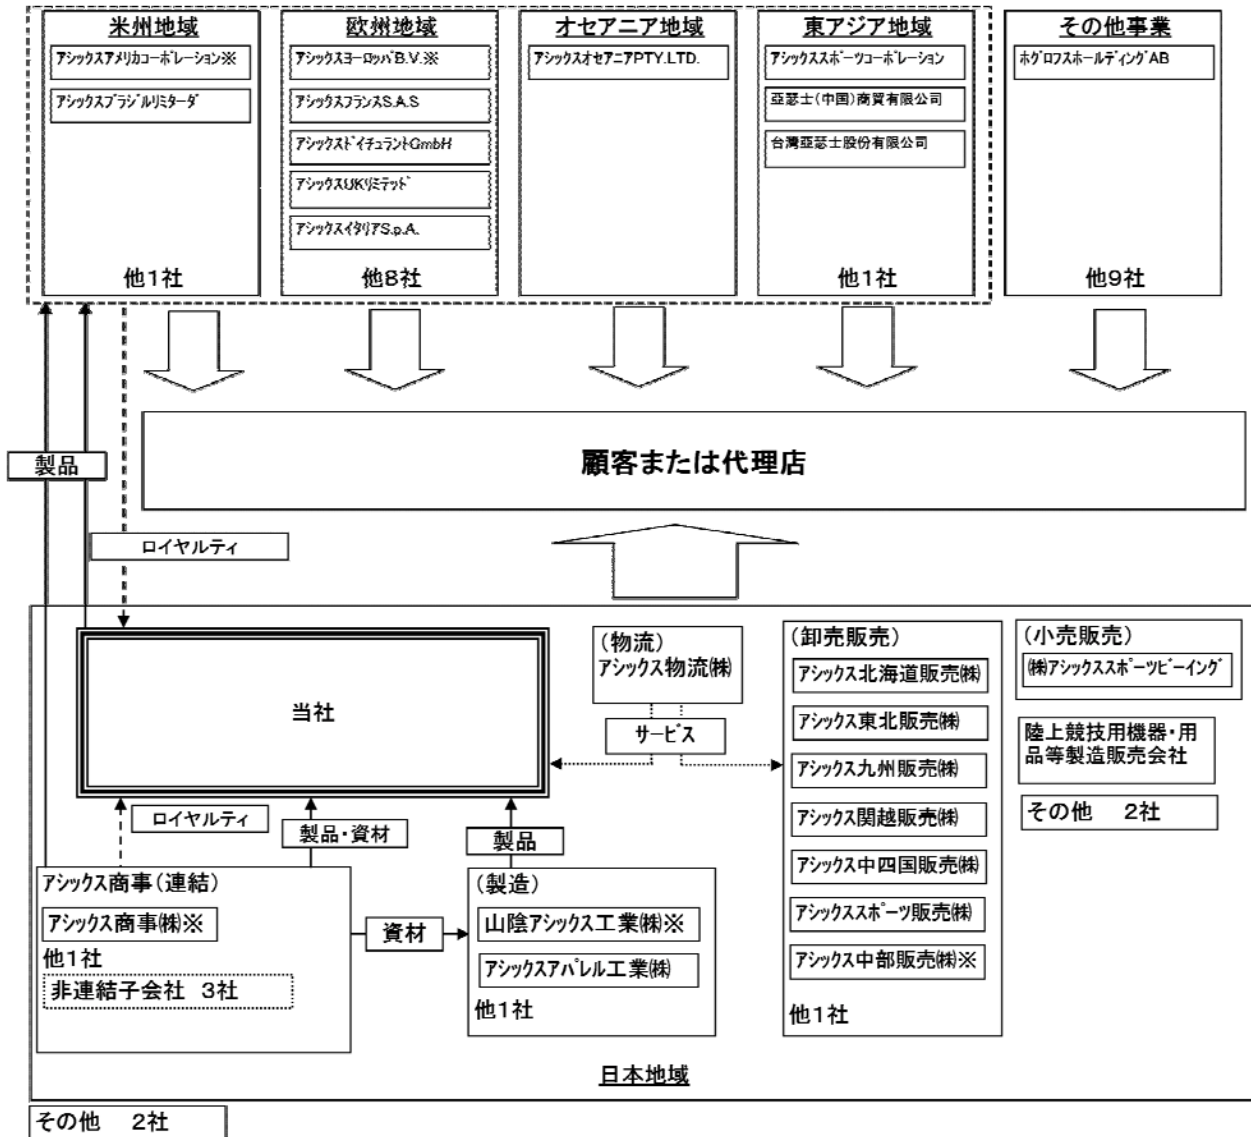 米州地域
アシックスアメリカコーポレーション※
アシックスブラジルリミターダ
他1社
欧州地域
アシックスヨーロッパB.V.※
アシックスフランスS.A.S
アシックスドイチュラントGmbH
アシックスUKリミテッド
アシックスイタリアS.p.A.
他8社
オセアニア地域
アシックスオセアニアPTY.LTD.
東アジア地域
アシックススポーツコーポレーション
亞瑟士(中国)商貿有限公司
台灣亞瑟士股份有限公司
他1社
その他事業
ホグロフスホールディングAB
他9社
顧客または代理店
製品
ロイヤルティ
当社
(物流)
アシックス物流㈱
サービス
(卸売販売)
アシックス北海道販売㈱
アシックス東北販売㈱
アシックス九州販売㈱
アシックス関越販売㈱
アシックス中四国販売㈱
アシックススポーツ販売㈱
アシックス中部販売㈱※
他1社
(小売販売)
㈱アシックススポーツビーイング
陸上競技用機器・用
品等製造販売会社
その他 2社
ロイヤルティ
製品・資材
製品
アシックス商事(連結)
アシックス商事㈱※
他1社
非連結子会社 3社
資材
(製造)
山陰アシックス工業㈱※
アシックスアパレル工業㈱
他1社
日本地域
その他 2社